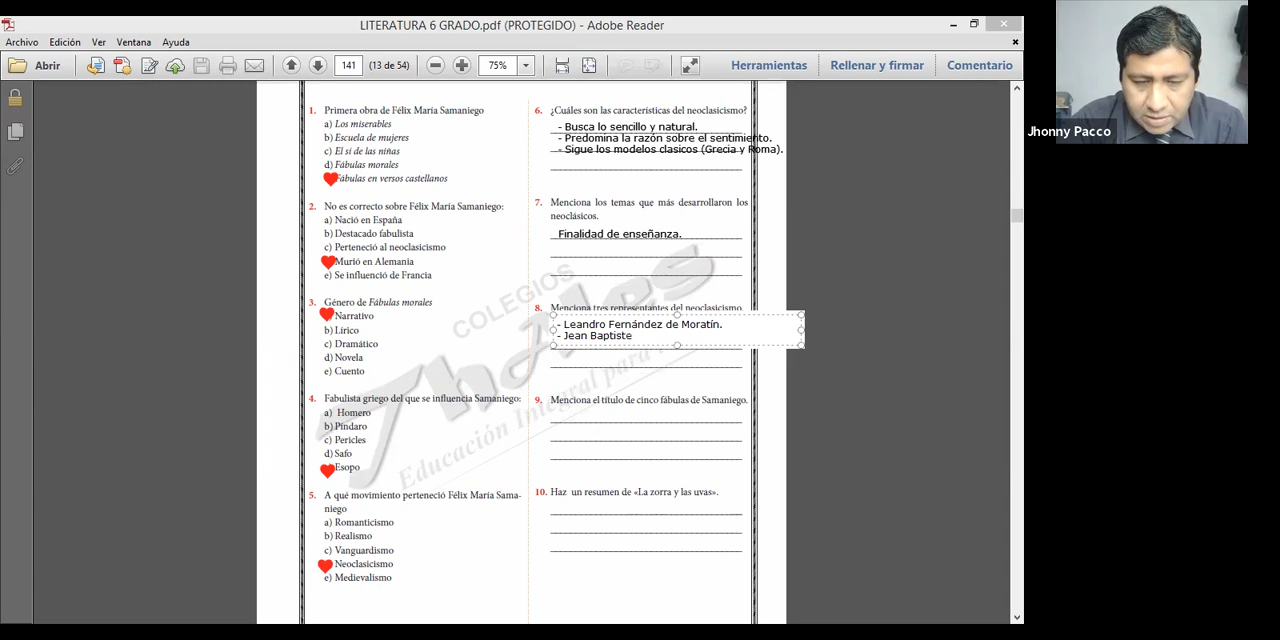 LITERATURA 6 GRADO.pdf (PROTEGIDO) - Adobe Reader
Archivo Edición Ver Ventana Ayuda
Abrir 141 (13 de 54) 75% Herramientas Rellenar y firmar Comentario
1. Primera obra de Félix María Samaniego
a) Los miserables
b) Escuela de mujeres
c) El sí de las niñas
d) Fábulas morales
Fábulas en versos castellanos
2. No es correcto sobre Félix María Samaniego:
a) Nació en España
b) Destacado fabulista
c) Perteneció al neoclasicismo
Murió en Alemania
e) Se influenció de Francia
3. Género de Fábulas morales
Narrativo
b) Lírico
c) Dramático
d) Novela
e) Cuento
4. Fabulista griego del que se influencia Samaniego:
a) Homero
b) Píndaro
c) Pericles
d) Safo
Esopo
5. A qué movimiento perteneció Félix María Sama-
niego
a) Romanticismo
b) Realismo
c) Vanguardismo
Neoclasicismo
e) Medievalismo
6. ¿Cuáles son las características del neoclasicismo?
- Busca lo sencillo y natural.
- Predomina la razón sobre el sentimiento.
- Sigue los modelos clasicos (Grecia y Roma).
7. Menciona los temas que más desarrollaron los
neoclásicos.
Finalidad de enseñanza.
8. Menciona tres representantes del neoclasicismo.
- Leandro Fernández de Moratín.
- Jean Baptiste
9. Menciona el título de cinco fábulas de Samaniego.
10. Haz un resumen de «La zorra y las uvas».
COLEGIOS
Thales
Educación Integral para
Jhonny Pacco